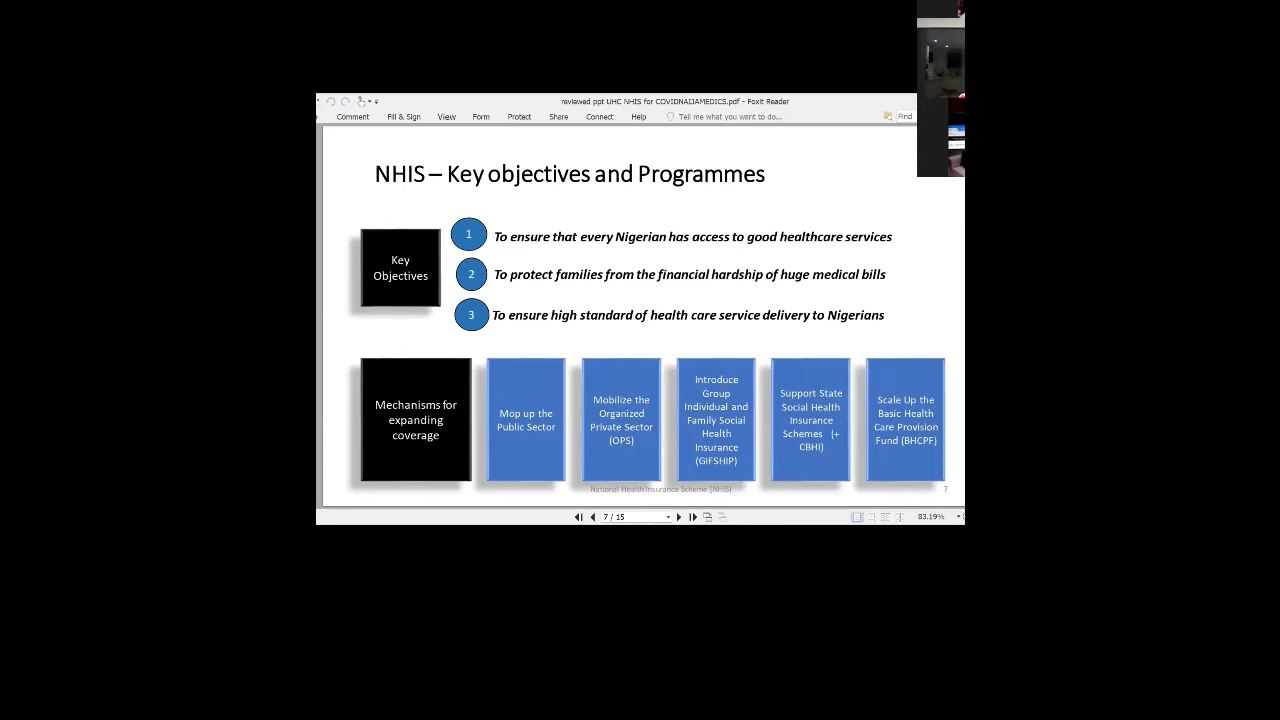 reviewed ppt UHC NHIS for COVIDNAIJAMEDICS.pdf - Foxit Reader
Comment Fill & Sign View Form Protect Share Connect Help Tell me what you want to do... Find
NHIS – Key objectives and Programmes
Key
Objectives
1 To ensure that every Nigerian has access to good healthcare services
2 To protect families from the financial hardship of huge medical bills
3 To ensure high standard of health care service delivery to Nigerians
Mechanisms for
expanding
coverage
Mop up the
Public Sector
Mobilize the
Organized
Private Sector
(OPS)
Introduce
Group
Individual and
Family Social
Health
Insurance
(GIFSHIP)
Support State
Social Health
Insurance
Schemes (+
CBHI)
Scale Up the
Basic Health
Care Provision
Fund (BHCPF)
National Health Insurance Scheme (NHIS)
7
7 / 15
83.19%